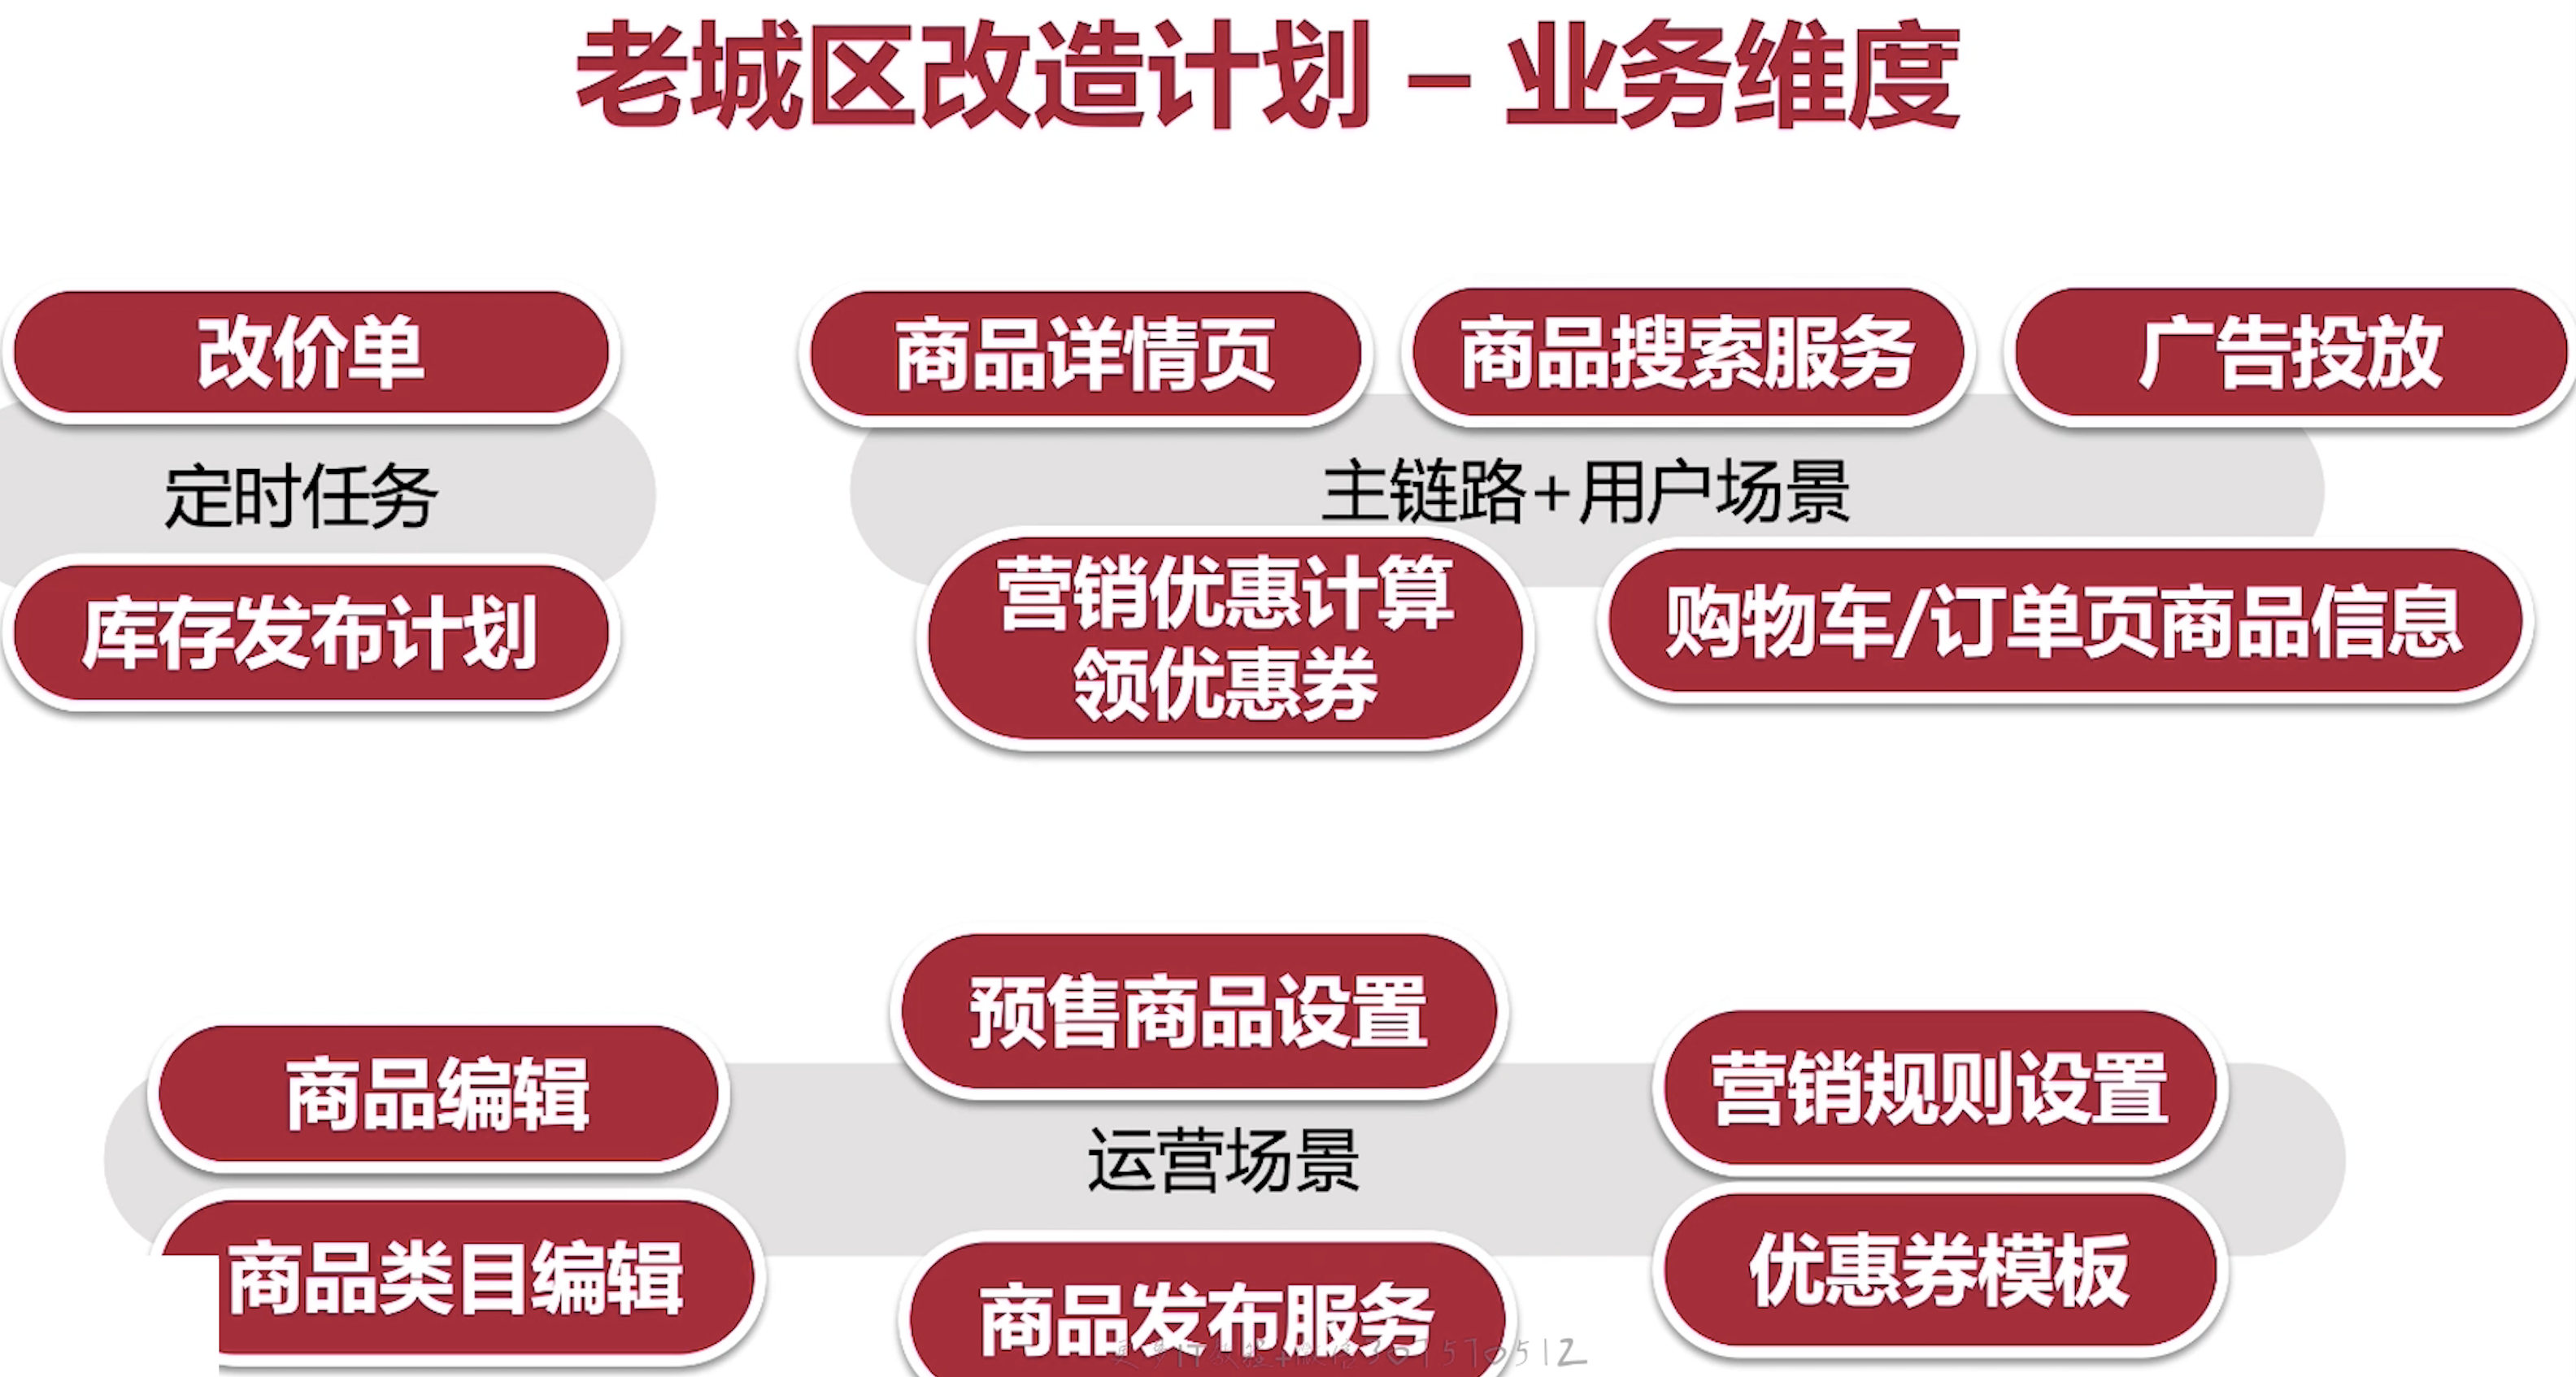 老城区改造计划 – 业务维度
改价单
定时任务
库存发布计划
商品详情页
商品搜索服务
广告投放
主链路+用户场景
营销优惠计算
领优惠券
购物车/订单页商品信息
预售商品设置
商品编辑
营销规则设置
运营场景
商品类目编辑
优惠券模板
商品发布服务